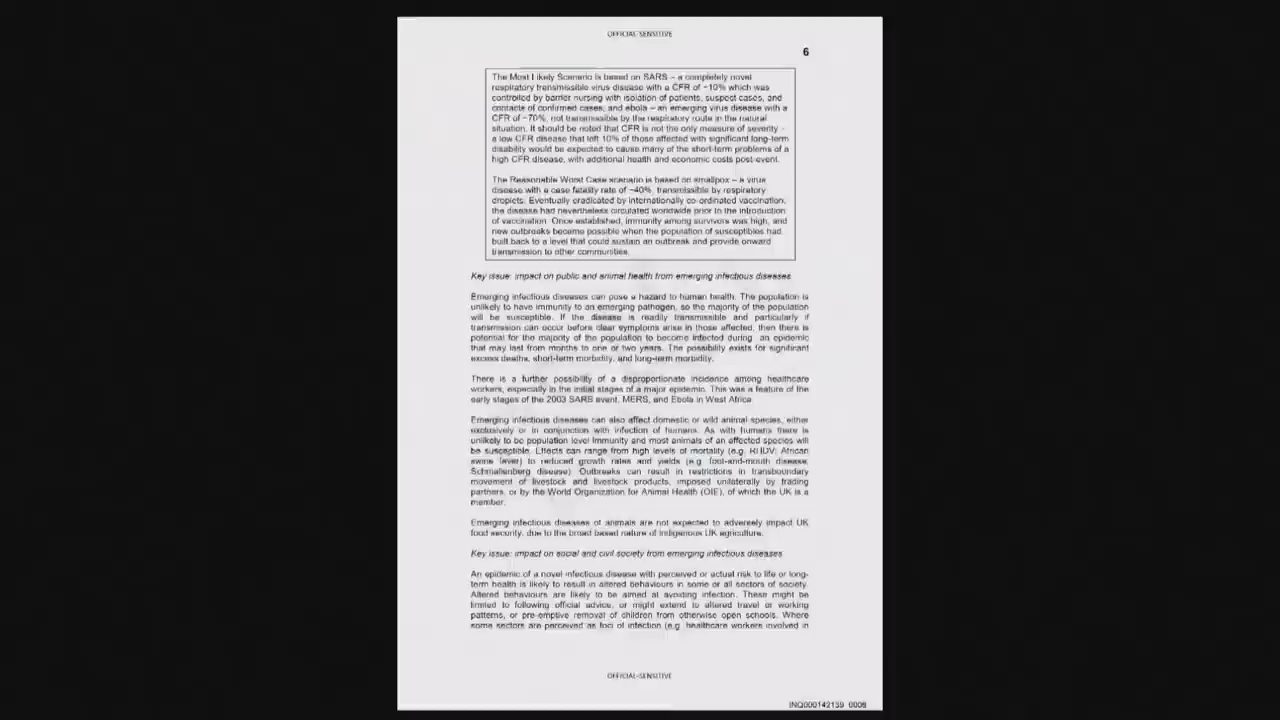 OFFICIAL-SENSITIVE
6
The Most Likely Scenario is based on SARS – a completely novel
respiratory transmissible virus disease with a CFR of ~10% which was
controlled by barrier nursing with isolation of patients, suspect cases, and
contacts of confirmed cases; and ebola – an emerging virus disease with a
CFR of ~70%, not transmissible by the respiratory route in the natural
situation. It should be noted that CFR is not the only measure of severity –
a low CFR disease that left 10% of those affected with significant long-term
disability would be expected to cause many of the short-term problems of a
high CFR disease, with additional health and economic costs post-event.
The Reasonable Worst Case scenario is based on smallpox – a virus
disease with a case fatality rate of ~40%, transmissible by respiratory
droplets. Eventually eradicated by internationally co-ordinated vaccination,
the disease had nevertheless circulated worldwide prior to the introduction
of vaccination. Once established, immunity among survivors was high, and
new outbreaks became possible when the population of susceptibles had
built back to a level that could sustain an outbreak and provide onward
transmission to other communities.
Key issue: impact on public and animal health from emerging infectious diseases
Emerging infectious diseases can pose a hazard to human health. The population is
unlikely to have immunity to an emerging pathogen, so the majority of the population
will be susceptible. If the disease is readily transmissible and particularly if
transmission can occur before clear symptoms arise in those affected, then there is
potential for the majority of the population to become infected during an epidemic
that may last from months to one or two years. The possibility exists for significant
excess deaths, short-term morbidity, and long-term morbidity.
There is a further possibility of a disproportionate incidence among healthcare
workers, especially in the initial stages of a major epidemic. This was a feature of the
early stages of the 2003 SARS event, MERS, and Ebola in West Africa.
Emerging infectious diseases can also affect domestic or wild animal species, either
exclusively or in conjunction with infection of humans. As with humans there is
unlikely to be population level immunity and most animals of an affected species will
be susceptible. Effects can range from high levels of mortality (e.g. RHDV; African
swine fever) to reduced growth rates and yields (e.g. foot-and-mouth disease;
Schmallenberg disease). Outbreaks can result in restrictions in transboundary
movement of livestock and livestock products, imposed unilaterally by trading
partners, or by the World Organization for Animal Health (OIE), of which the UK is a
member.
Emerging infectious diseases of animals are not expected to adversely impact UK
food security, due to the broad based nature of indigenous UK agriculture.
Key issue: impact on social and civil society from emerging infectious diseases
An epidemic of a novel infectious disease with perceived or actual risk to life or long-
term health is likely to result in altered behaviours in some or all sectors of society.
Altered behaviours are likely to be aimed at avoiding infection. These might be
limited to following official advice, or might extend to altered travel or working
patterns, or pre-emptive removal of children from otherwise open schools. Where
some sectors are perceived as foci of infection (e.g. healthcare workers involved in
OFFICIAL-SENSITIVE
INQ000142139_0006